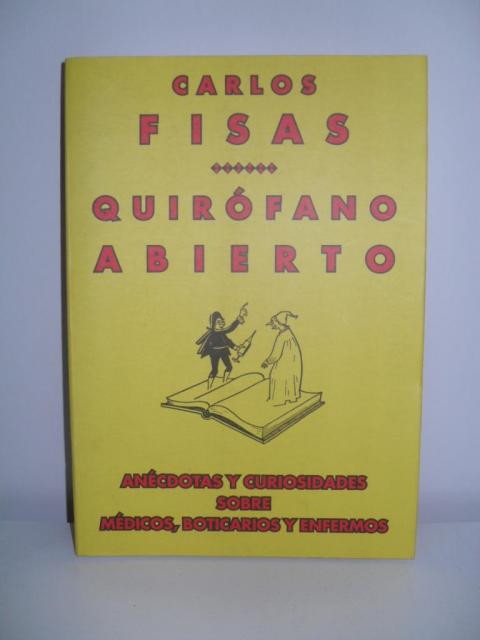 CARLOS
FISAS
QUIRÓFANO
ABIERTO
ANÉCDOTAS Y CURIOSIDADES
SOBRE
MÉDICOS, BOTICARIOS Y ENFERMOS